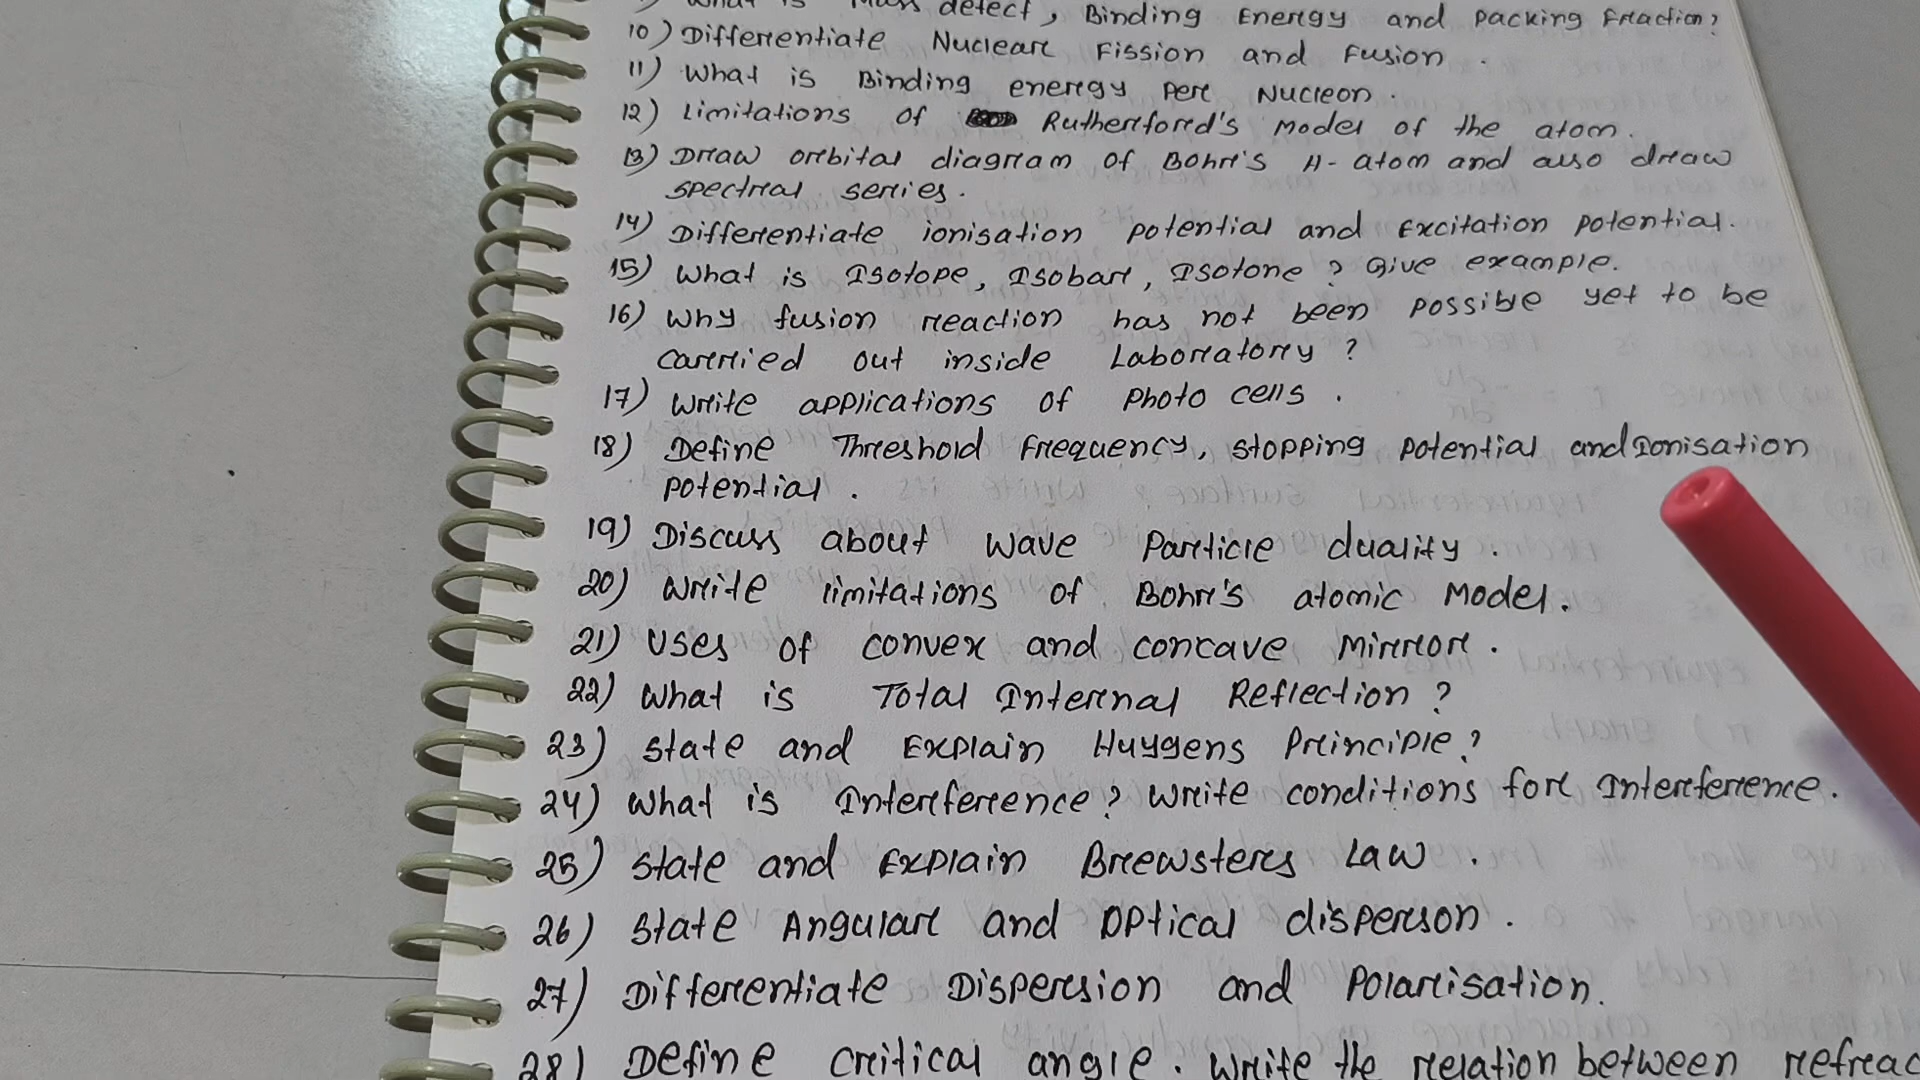 What is Mass defect, Binding Energy and packing Fraction?
10) Differentiate Nuclear Fission and Fusion.
11) What is Binding energy per Nucleon.
12) Limitations of Rutherford's model of the atom.
13) Draw orbital diagram of Bohr's H-atom and also draw
spectral series.
14) Differentiate ionisation potential and Excitation potential.
15) What is Isotope, Isobar, Isotone? Give example.
16) Why fusion reaction has not been possible yet to be
carried out inside Laboratory?
17) Write applications of Photo cells.
18) Define Threshold Frequency, stopping potential and Ionisation
potential.
19) Discuss about wave Particle duality.
20) Write limitations of Bohr's atomic Model.
21) Uses of convex and concave Mirror.
22) What is Total Internal Reflection?
23) State and Explain Huygens Principle?
24) What is Interference? Write conditions for Interference.
25) State and Explain Brewsters Law.
26) State Angular and Optical disperson.
27) Differentiate Dispersion and Polarisation.
28) Define critical angle. Write the relation between refrac